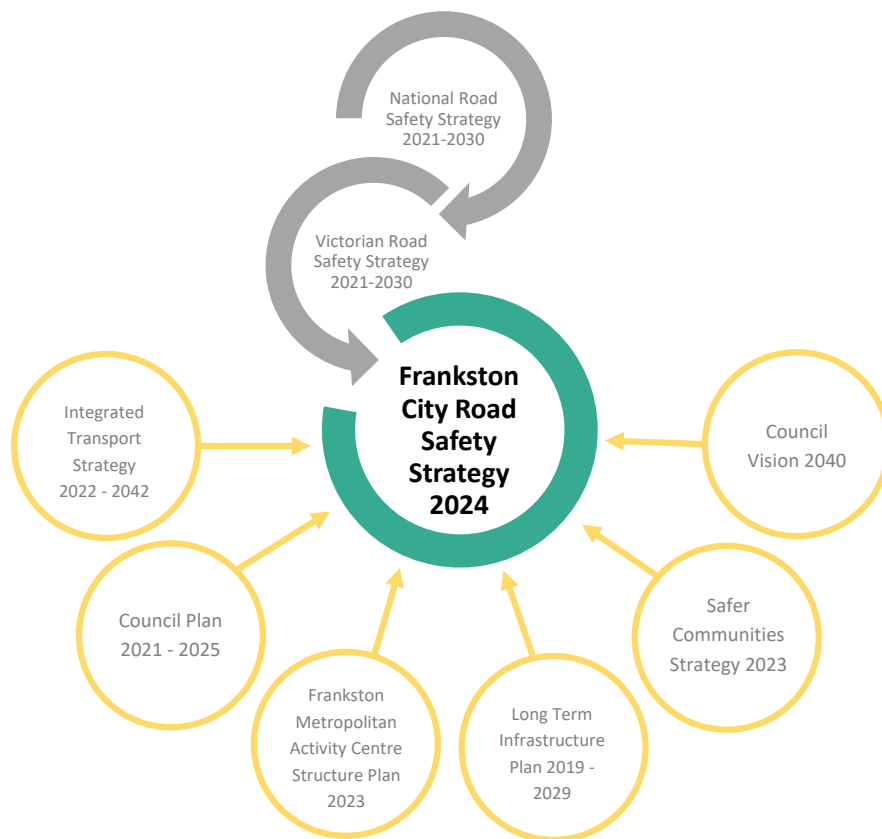 National Road
Safety Strategy
2021-2030
Victorian Road
Safety Strategy
2021-2030
Frankston
City Road
Safety
Strategy
2024
Integrated
Transport
Strategy
2022 - 2042
Council Plan
2021 - 2025
Frankston
Metropolitan
Activity Centre
Structure Plan
2023
Long Term
Infrastructure
Plan 2019 -
2029
Safer
Communities
Strategy 2023
Council
Vision 2040